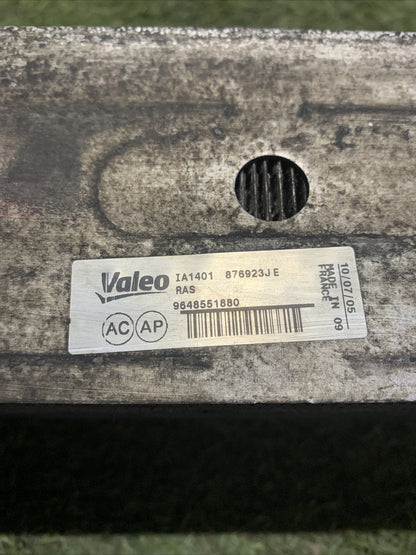 Valeo
IA1401 876923J E
RAS
9648551880
AC AP
10/07/05
MADE IN 09
FRANCE